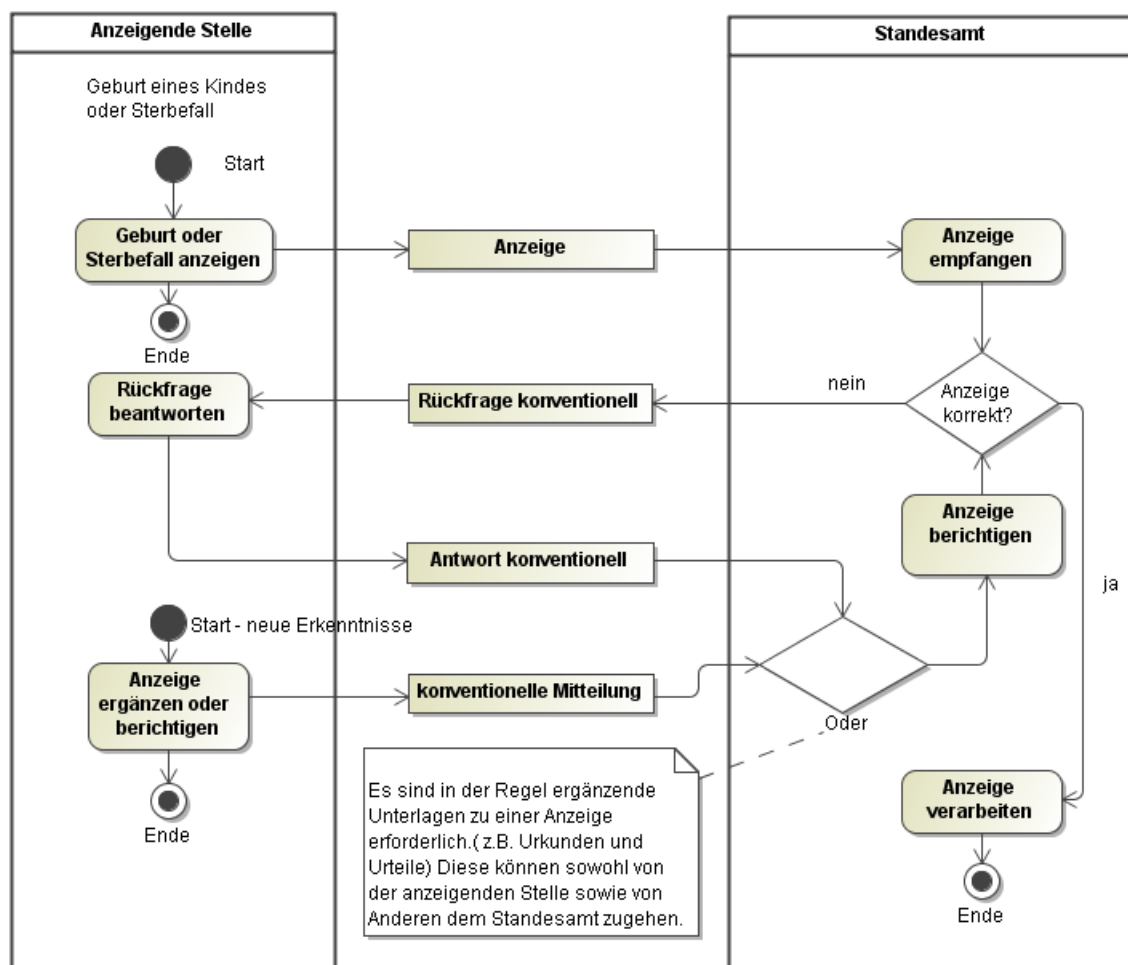 Anzeigende Stelle
Standesamt
Geburt eines Kindes
oder Sterbefall
Start
Geburt oder
Sterbefall anzeigen
Anzeige
Anzeige
empfangen
Ende
Rückfrage
beantworten
Rückfrage konventionell
nein
Anzeige
korrekt?
Anzeige
berichtigen
Antwort konventionell
ja
Start - neue Erkenntnisse
Anzeige
ergänzen oder
berichtigen
konventionelle Mitteilung
Oder
Ende
Es sind in der Regel ergänzende
Unterlagen zu einer Anzeige
erforderlich.( z.B. Urkunden und
Urteile) Diese können sowohl von
der anzeigenden Stelle sowie von
Anderen dem Standesamt zugehen.
Anzeige
verarbeiten
Ende